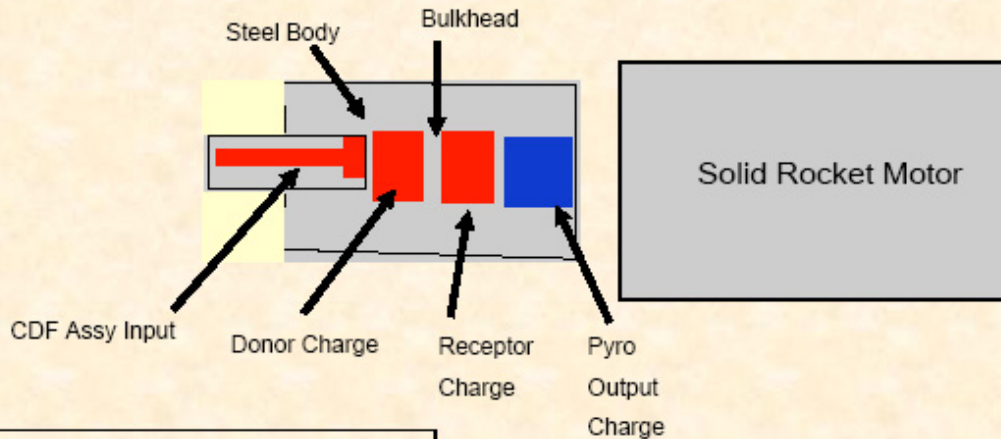 Bulkhead
Steel Body
Solid Rocket Motor
CDF Assy Input
Donor Charge
Receptor
Charge
Pyro
Output
Charge